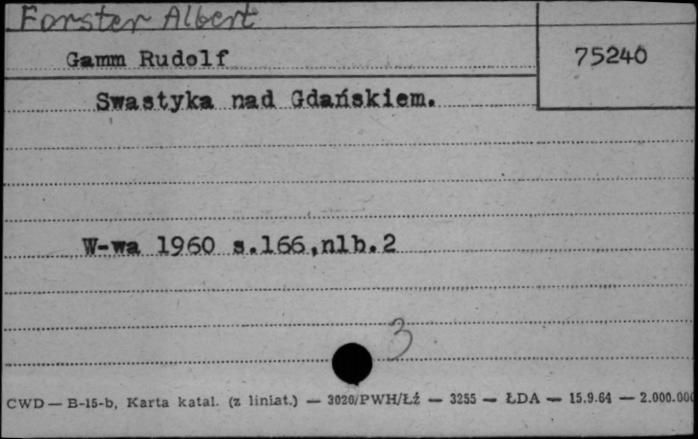 Forster Albert
Gamm Rudolf
75240
Swastyka nad Gdańskiem.
W-wa 1960 s.166,nlb.2
3
CWD — B-15-b, Karta katal. (z liniat.) — 3020/PWH/Łź — 3255 — ŁDA — 15.9.64 — 2.000.000